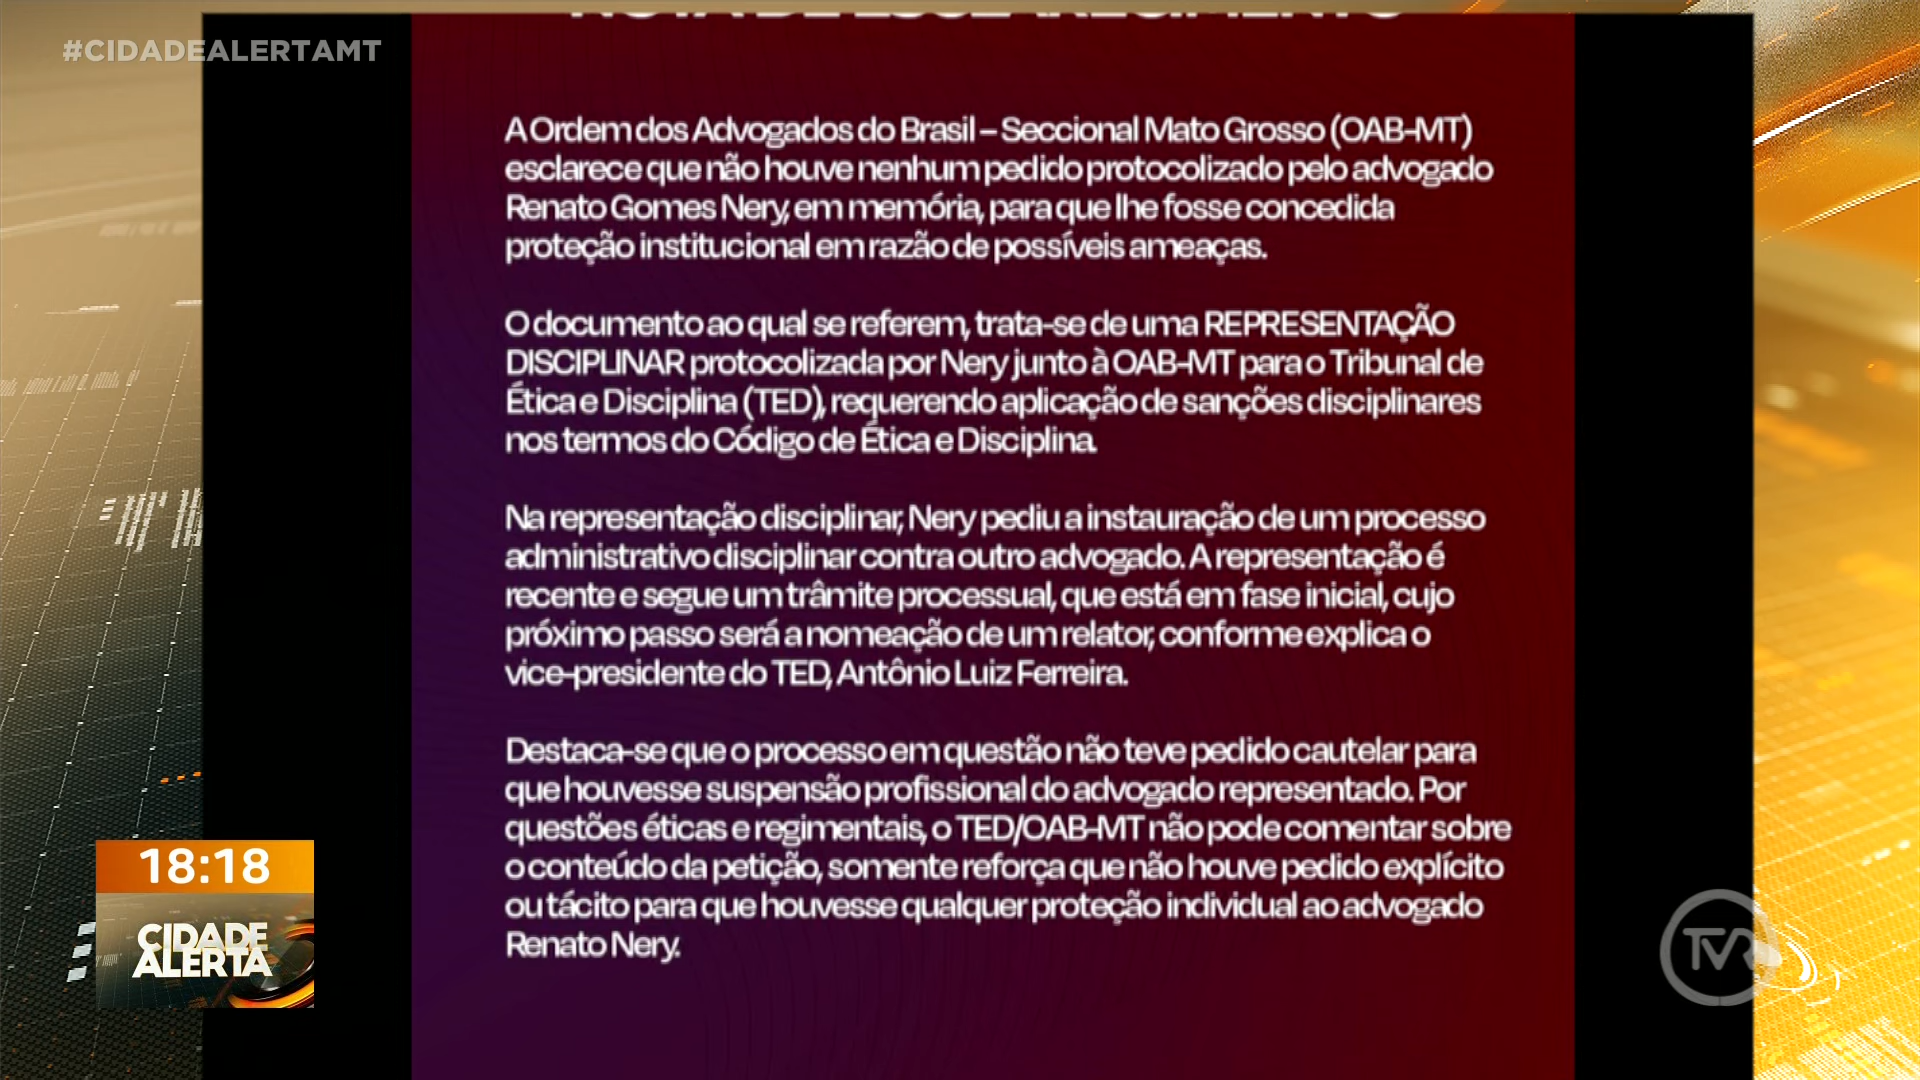 #CIDADEALERTAMT
NOTA DE ESCLARECIMENTO
A Ordem dos Advogados do Brasil – Seccional Mato Grosso (OAB-MT)
esclarece que não houve nenhum pedido protocolizado pelo advogado
Renato Gomes Nery, em memória, para que lhe fosse concedida
proteção institucional em razão de possíveis ameaças.
O documento ao qual se referem, trata-se de uma REPRESENTAÇÃO
DISCIPLINAR protocolizada por Nery junto à OAB-MT para o Tribunal de
Ética e Disciplina (TED), requerendo aplicação de sanções disciplinares
nos termos do Código de Ética e Disciplina.
Na representação disciplinar, Nery pediu a instauração de um processo
administrativo disciplinar contra outro advogado. A representação é
recente e segue um trâmite processual, que está em fase inicial, cujo
próximo passo será a nomeação de um relator, conforme explica o
vice-presidente do TED, Antônio Luiz Ferreira.
Destaca-se que o processo em questão não teve pedido cautelar para
que houvesse suspensão profissional do advogado representado. Por
questões éticas e regimentais, o TED/OAB-MT não pode comentar sobre
o conteúdo da petição, somente reforça que não houve pedido explícito
ou tácito para que houvesse qualquer proteção individual ao advogado
Renato Nery.
18:18
CIDADE
ALERTA
TVR